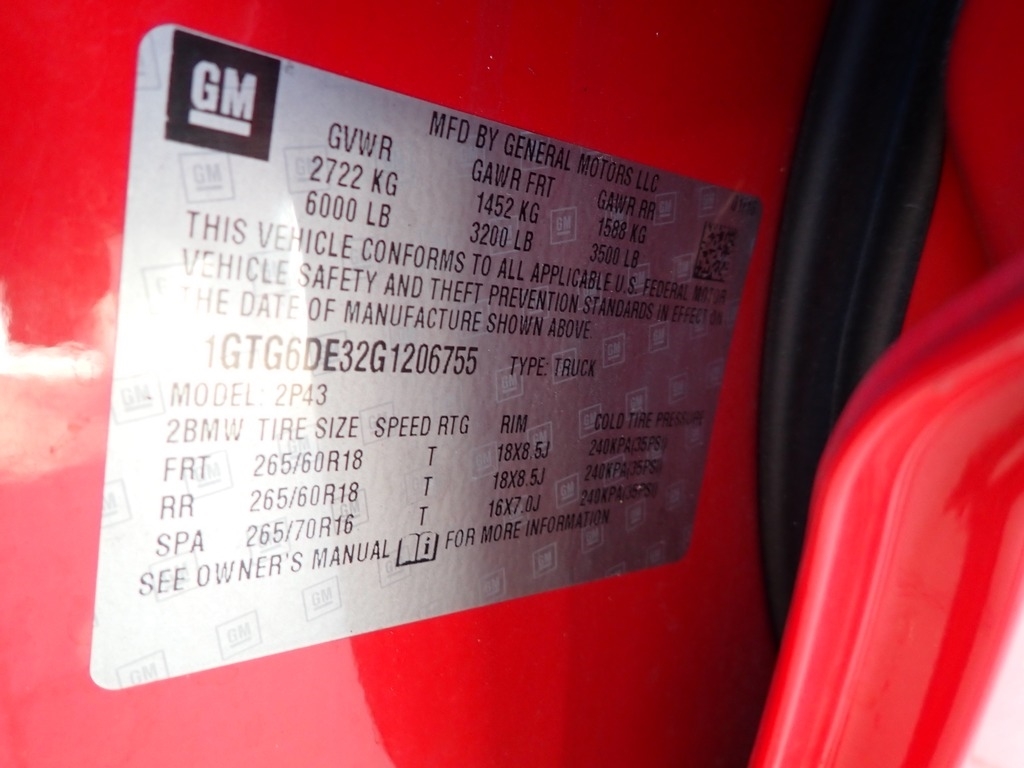 GM
MFD BY GENERAL MOTORS LLC
GVWR GAWR FRT GAWR RR
2722 KG 1452 KG 1588 KG
6000 LB 3200 LB 3500 LB
THIS VEHICLE CONFORMS TO ALL APPLICABLE U.S. FEDERAL MOTOR
VEHICLE SAFETY AND THEFT PREVENTION STANDARDS IN EFFECT ON
THE DATE OF MANUFACTURE SHOWN ABOVE.
1GTG6DE32G1206755 TYPE: TRUCK
MODEL: 2P43
2BMW TIRE SIZE SPEED RTG RIM COLD TIRE PRESSURE
FRT 265/60R18 T 18X8.5J 240KPA(35PSI)
RR 265/60R18 T 18X8.5J 240KPA(35PSI)
SPA 265/70R16 T 16X7.0J 240KPA(35PSI)
SEE OWNER'S MANUAL i FOR MORE INFORMATION